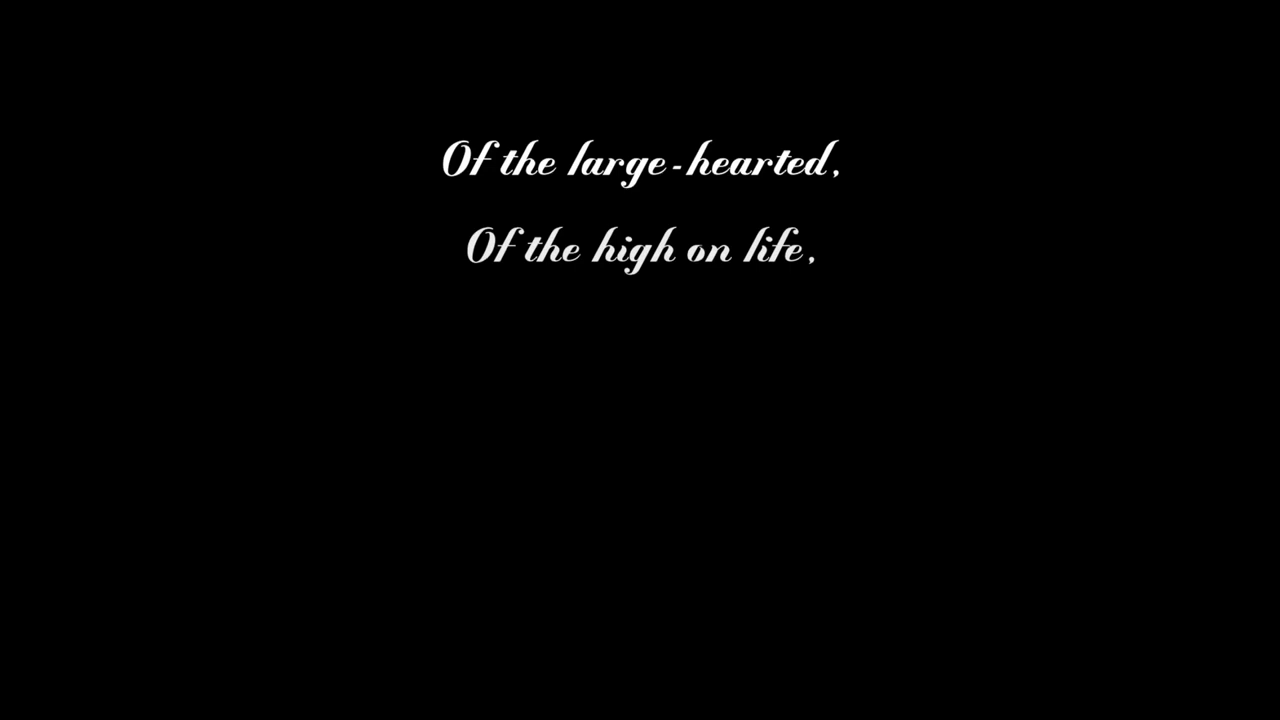 Of the large-hearted,
Of the high on life,